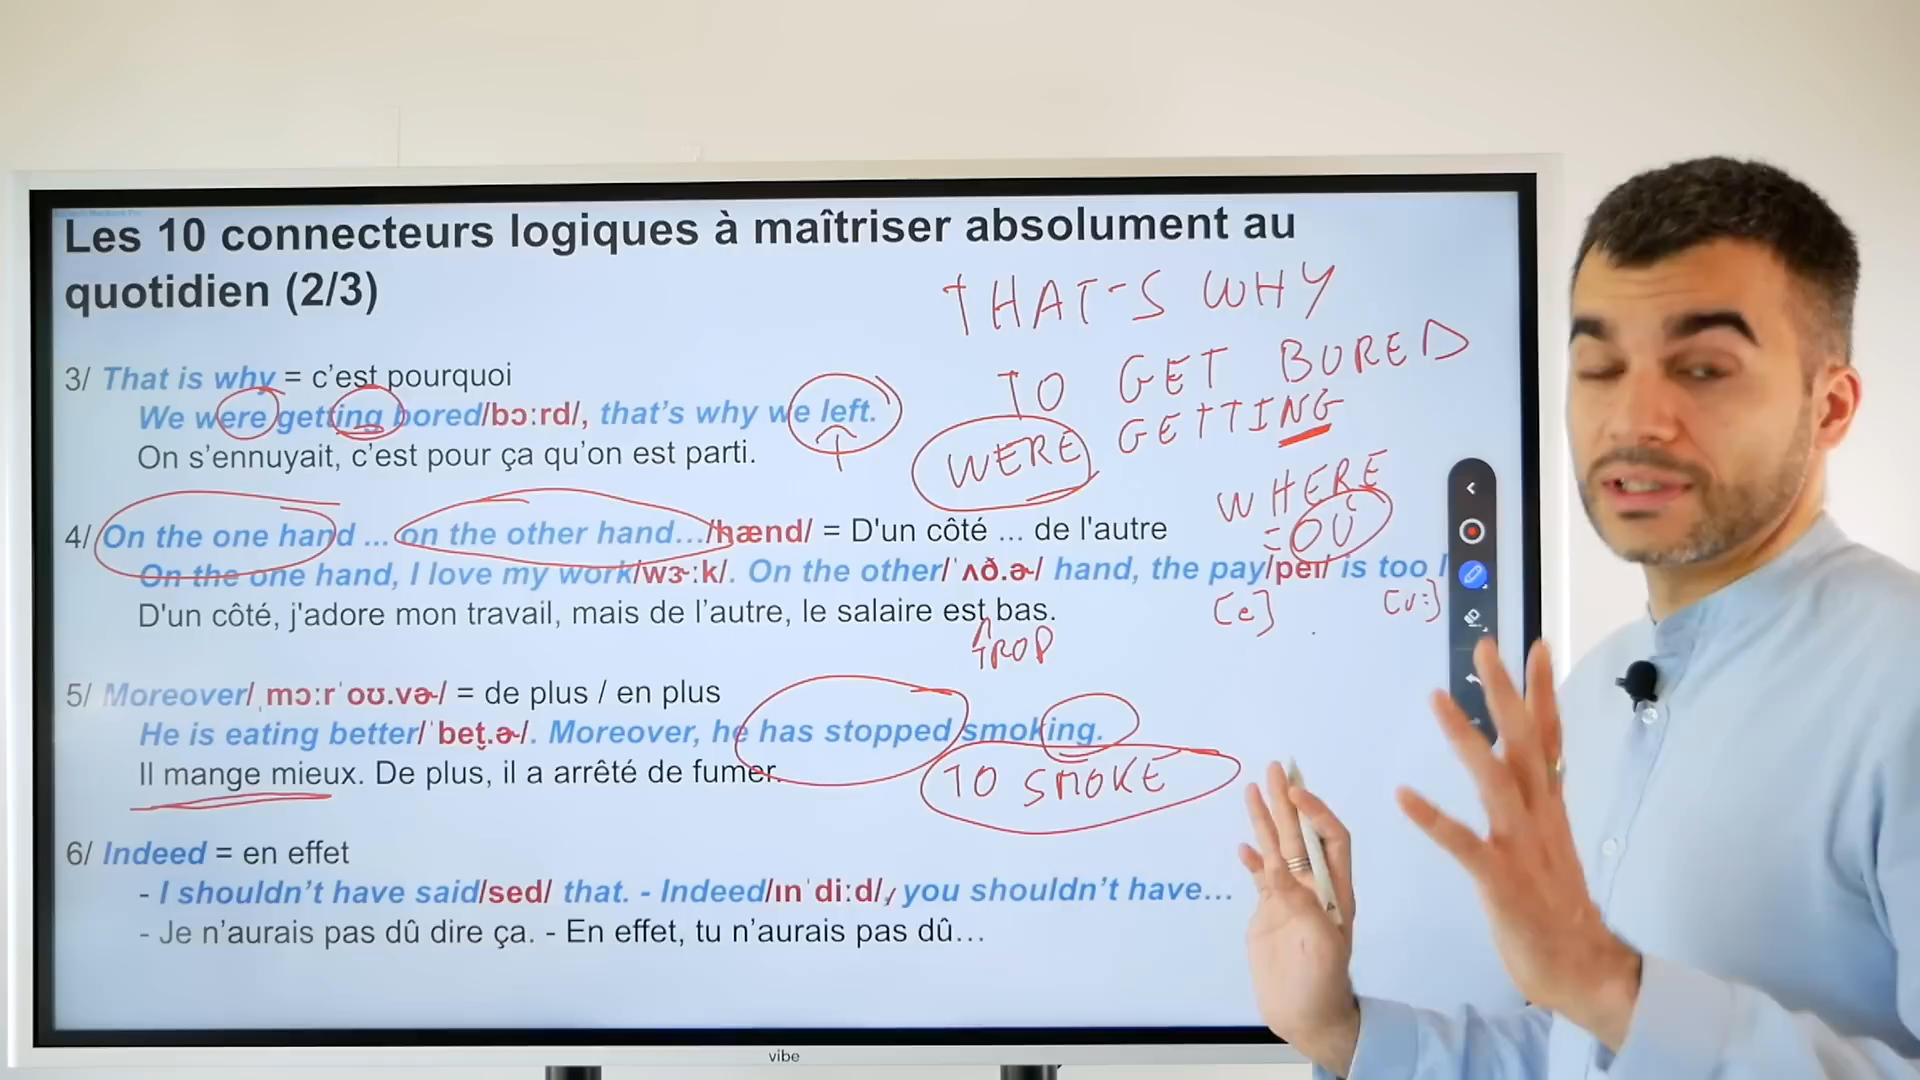 Les 10 connecteurs logiques à maîtriser absolument au
quotidien (2/3)
THAT'S WHY
TO GET BORED
WERE GETTING
WHERE
= OÙ
3/ That is why = c'est pourquoi
We were getting bored/bɔːrd/, that's why we left.
On s'ennuyait, c'est pour ça qu'on est parti.
4/ On the one hand ... on the other hand…/hænd/ = D'un côté ... de l'autre
On the one hand, I love my work/wɝːk/. On the other/ˈʌð.ɚ/ hand, the pay/peɪ/ is too
[e] [u:]
D'un côté, j'adore mon travail, mais de l'autre, le salaire est bas.
TROP
5/ Moreover/ˌmɔːrˈoʊ.vɚ/ = de plus / en plus
He is eating better/ˈbet̬.ɚ/. Moreover, he has stopped smoking.
Il mange mieux. De plus, il a arrêté de fumer.
TO SMOKE
6/ Indeed = en effet
- I shouldn't have said/sed/ that. - Indeed/ɪnˈdiːd/, you shouldn't have…
- Je n'aurais pas dû dire ça. - En effet, tu n'aurais pas dû…
vibe